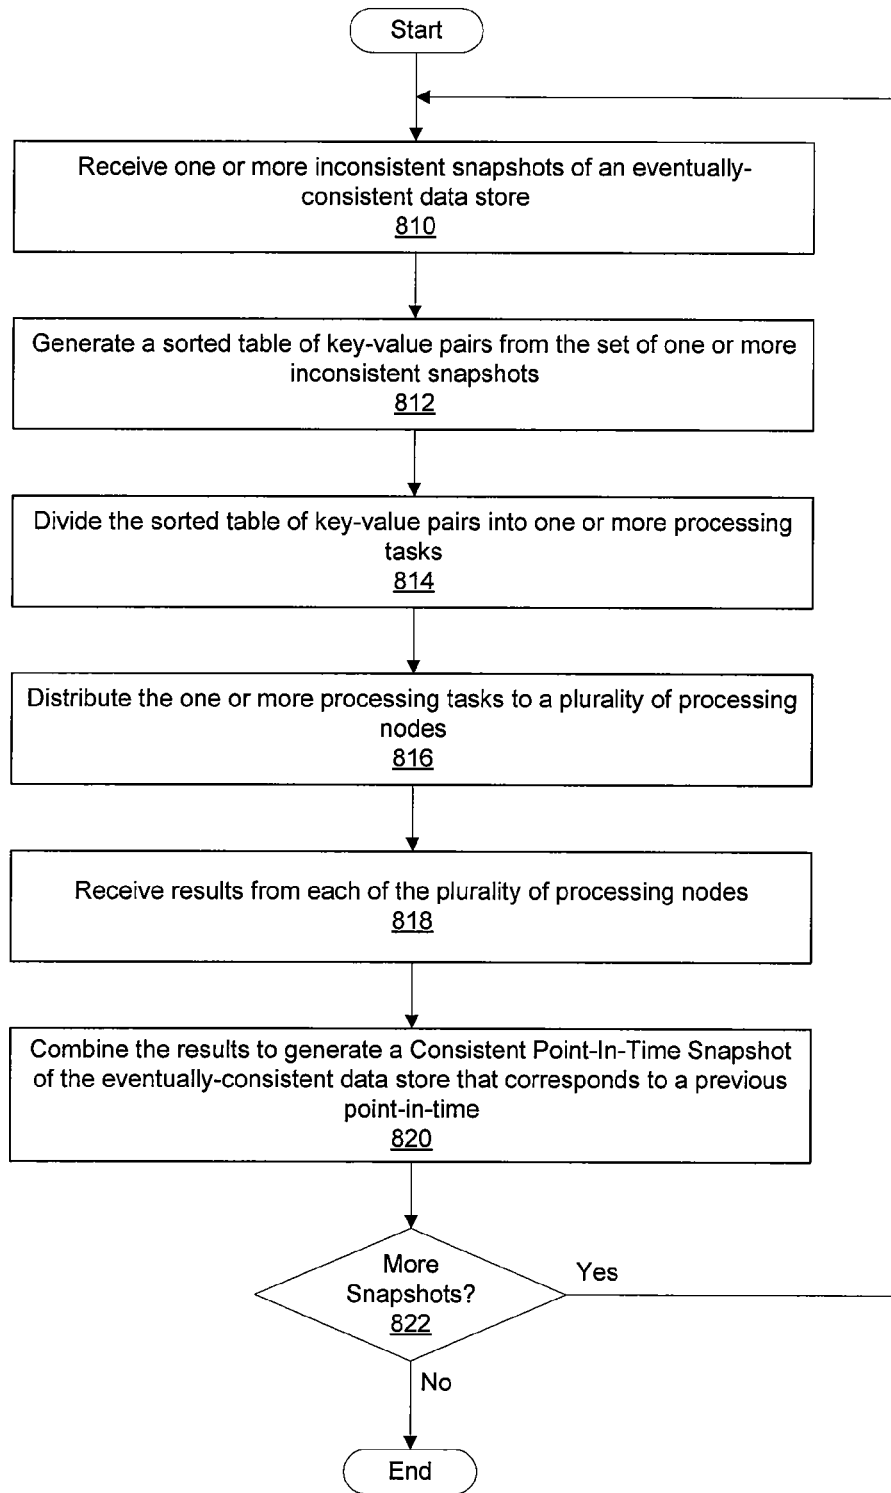 Start
Receive one or more inconsistent snapshots of an eventually-
consistent data store
810
Generate a sorted table of key-value pairs from the set of one or more
inconsistent snapshots
812
Divide the sorted table of key-value pairs into one or more processing
tasks
814
Distribute the one or more processing tasks to a plurality of processing
nodes
816
Receive results from each of the plurality of processing nodes
818
Combine the results to generate a Consistent Point-In-Time Snapshot
of the eventually-consistent data store that corresponds to a previous
point-in-time
820
More
Snapshots?
822
Yes
No
End